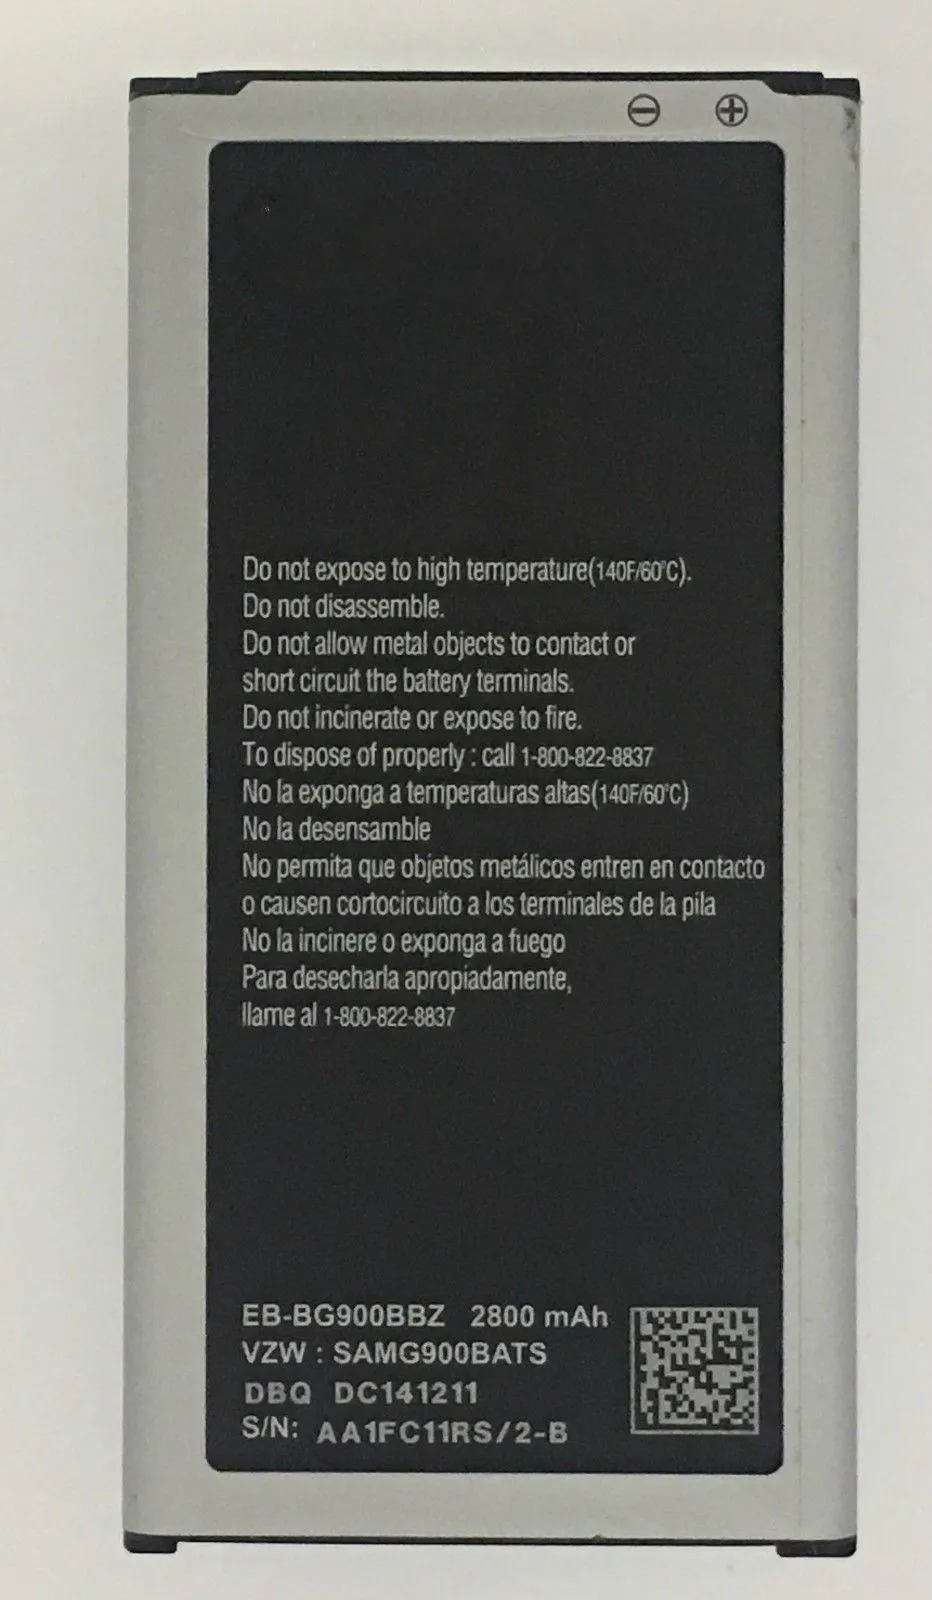 Do not expose to high temperature(140F/60°C).
Do not disassemble.
Do not allow metal objects to contact or
short circuit the battery terminals.
Do not incinerate or expose to fire.
To dispose of properly : call 1-800-822-8837
No la exponga a temperaturas altas(140F/60°C)
No la desensamble
No permita que objetos metálicos entren en contacto
o causen cortocircuito a los terminales de la pila
No la incinere o exponga a fuego
Para desecharla apropiadamente,
llame al 1-800-822-8837
EB-BG900BBZ 2800 mAh
VZW : SAMG900BATS
DBQ DC141211
S/N: AA1FC11RS/2-B